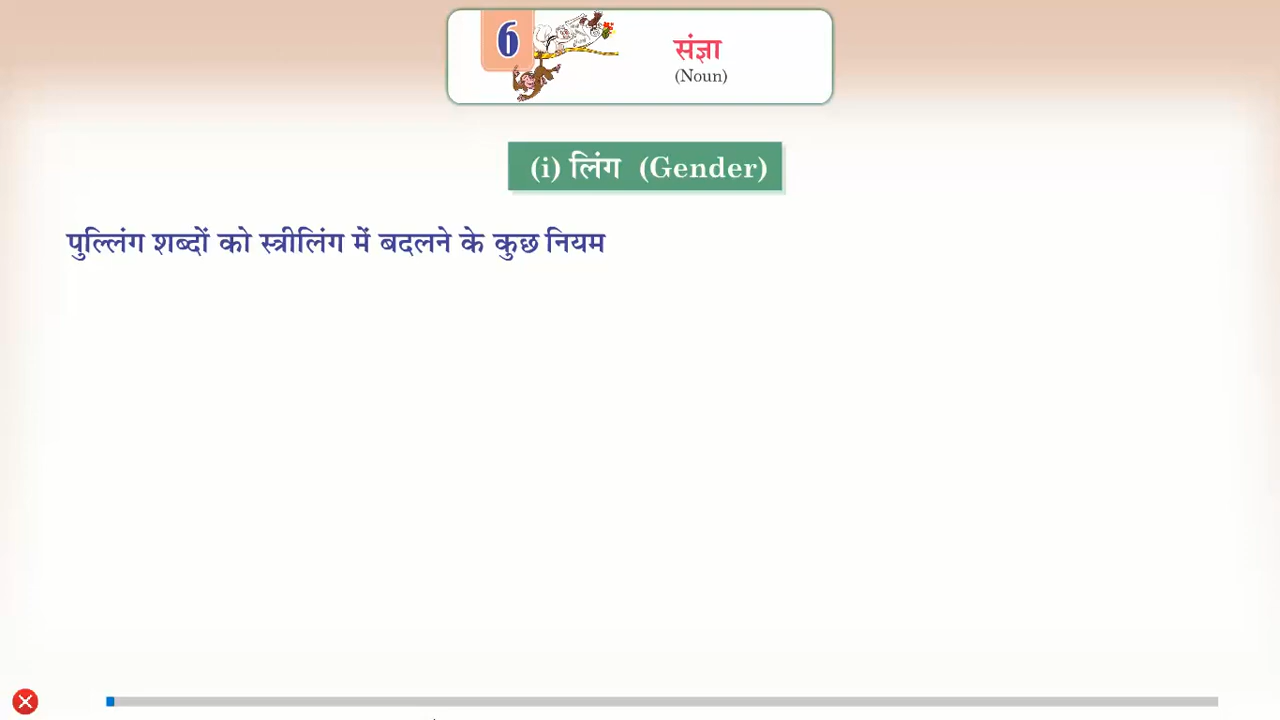 6
संज्ञा
(Noun)
(i) लिंग (Gender)
पुल्लिंग शब्दों को स्त्रीलिंग में बदलने के कुछ नियम